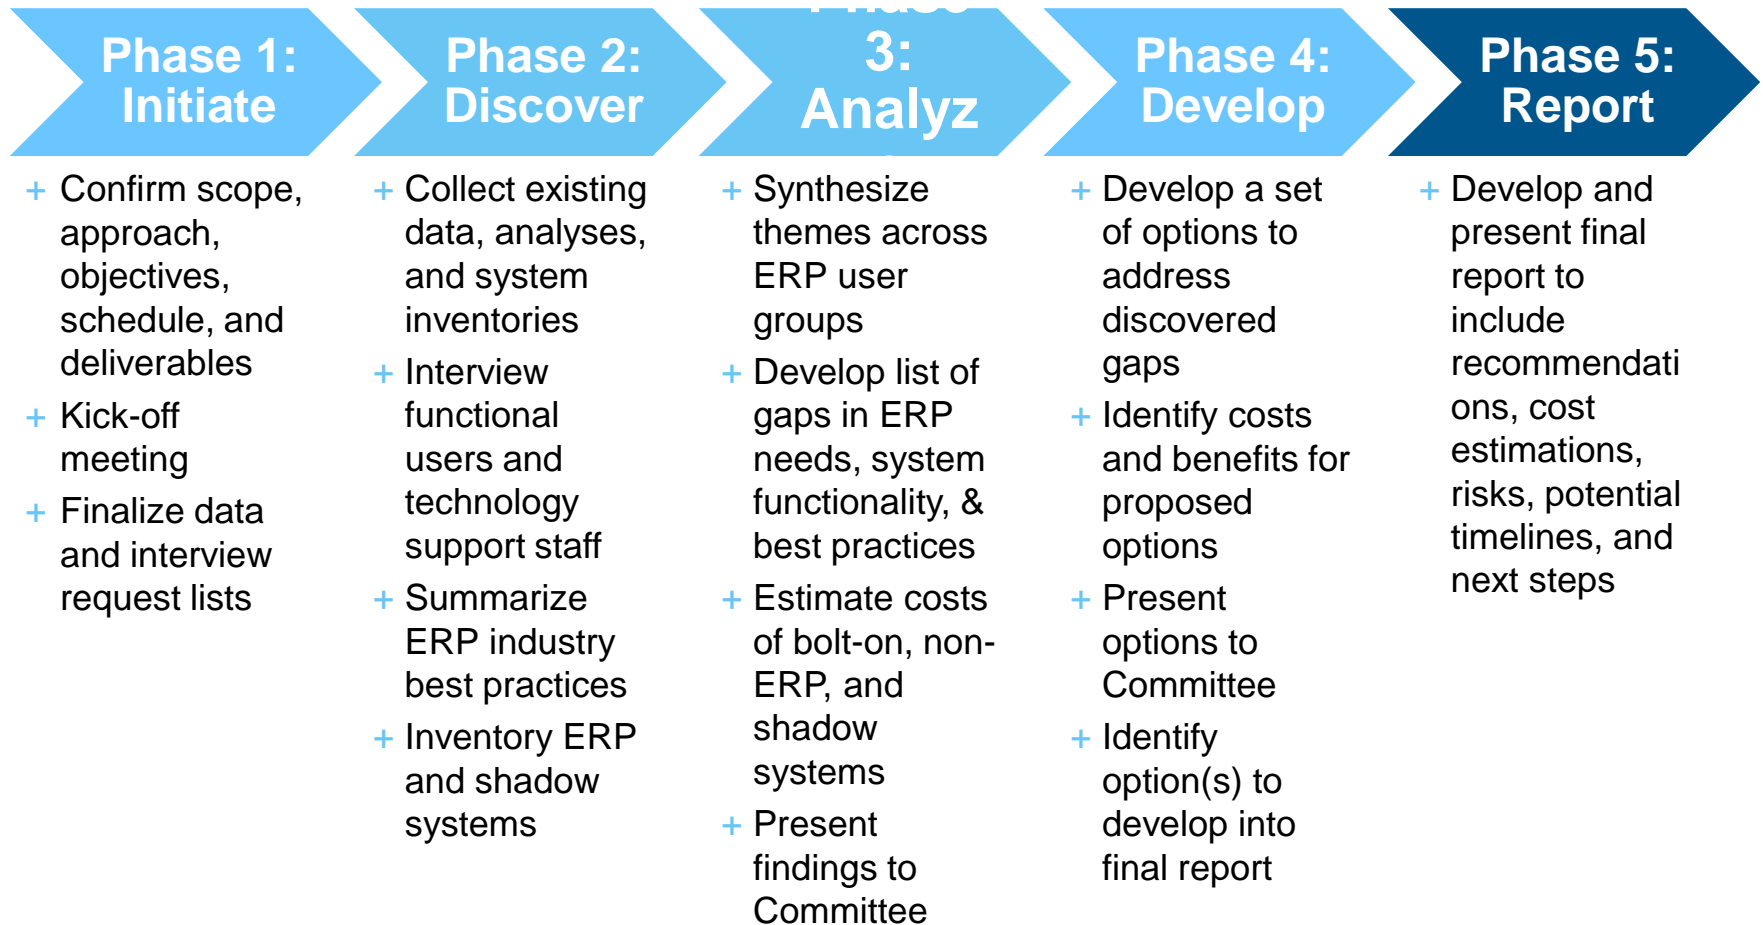 Phase 1:
Initiate
+ Confirm scope,
approach,
objectives,
schedule, and
deliverables
+ Kick-off
meeting
+ Finalize data
and interview
request lists
Phase 2:
Discover
+ Collect existing
data, analyses,
and system
inventories
+ Interview
functional
users and
technology
support staff
+ Summarize
ERP industry
best practices
+ Inventory ERP
and shadow
systems
Phase
3:
Analyz
+ Synthesize
themes across
ERP user
groups
+ Develop list of
gaps in ERP
needs, system
functionality, &
best practices
+ Estimate costs
of bolt-on, non-
ERP, and
shadow
systems
+ Present
findings to
Committee
Phase 4:
Develop
+ Develop a set
of options to
address
discovered
gaps
+ Identify costs
and benefits for
proposed
options
+ Present
options to
Committee
+ Identify
option(s) to
develop into
final report
Phase 5:
Report
+ Develop and
present final
report to
include
recommendati
ons, cost
estimations,
risks, potential
timelines, and
next steps